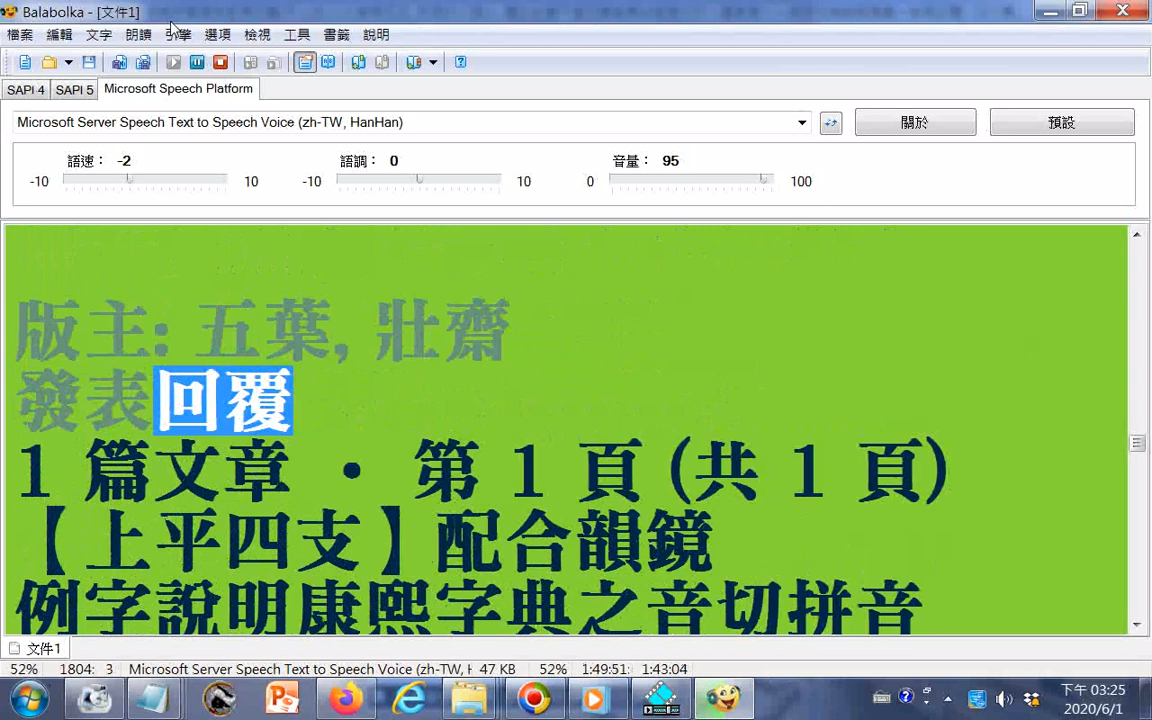 Balabolka - [文件1]
檔案 編輯 文字 朗讀 引擎 選項 檢視 工具 書籤 說明
SAPI 4 SAPI 5 Microsoft Speech Platform
Microsoft Server Speech Text to Speech Voice (zh-TW, HanHan) 關於 預設
語速： -2 語調： 0 音量： 95
-10 10 -10 10 0 100
版主: 五葉, 壯齋
發表回覆
1 篇文章 • 第 1 頁 (共 1 頁)
【上平四支】配合韻鏡
例字說明康熙字典之音切拼音
文件1
52% 1804: 3 Microsoft Server Speech Text to Speech Voice (zh-TW, H 47 KB 52% 1:49:51 1:43:04
下午 03:25
2020/6/1